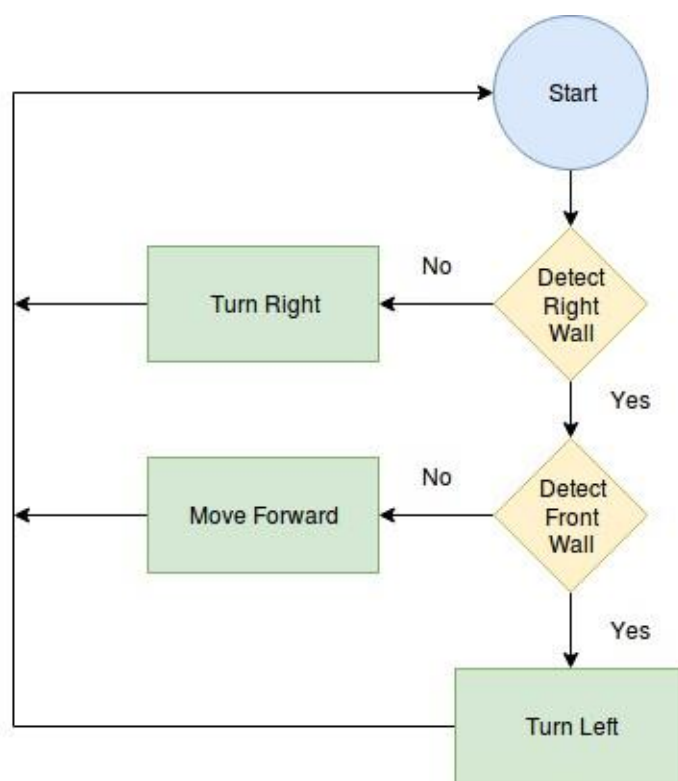 Start
No
Turn Right
Detect
Right
Wall
Yes
No
Move Forward
Detect
Front
Wall
Yes
Turn Left